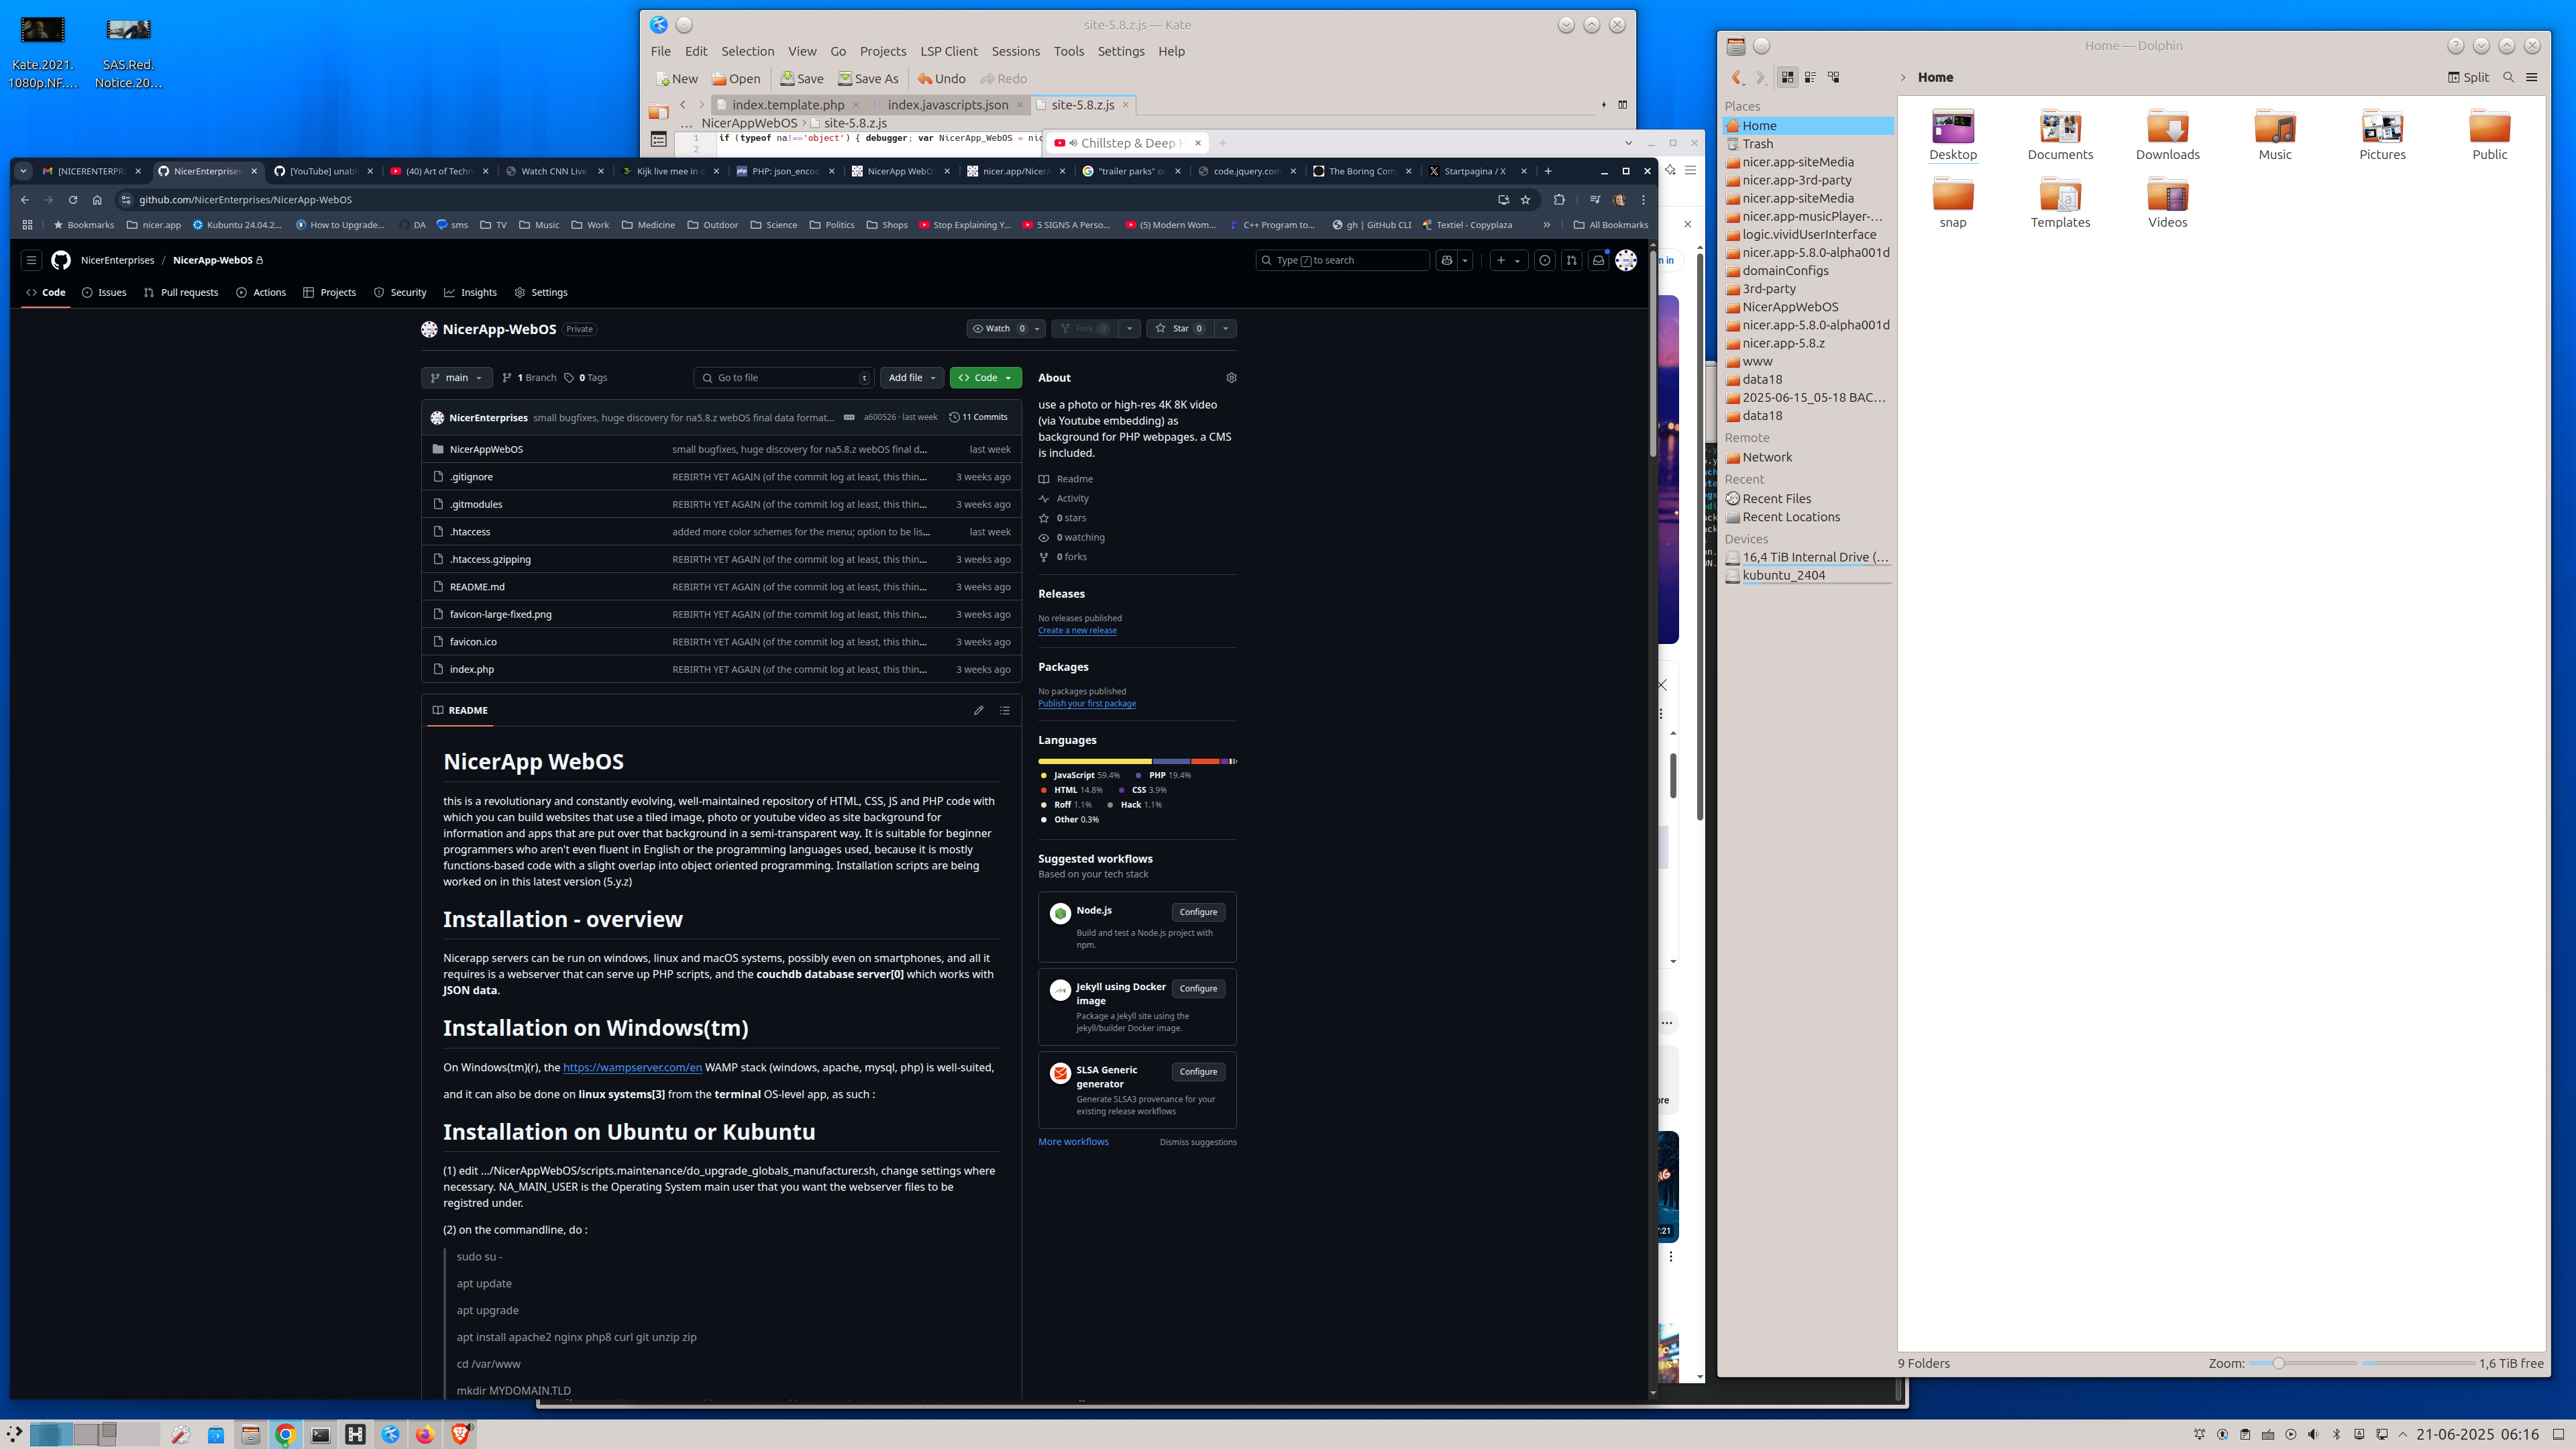 Kate.2021.
1080p.NF....
SAS.Red.
Notice.20...
site-5.8.z.js — Kate
File Edit Selection View Go Projects LSP Client Sessions Tools Settings Help
New Open Save Save As Undo Redo
index.template.php index.javascripts.json site-5.8.z.js
... NicerAppWebOS > site-5.8.z.js
1 if (typeof na!=='object') { debugger; var NicerApp_WebOS = nic
2
Chillstep & Deep H
[NICERENTERPRI NicerEnterprises [YouTube] unabl (40) Art of Techn Watch CNN Live Kijk live mee in d PHP: json_encod NicerApp WebOS nicer.app/NicerA "trailer parks" or code.jquery.com The Boring Com Startpagina / X
github.com/NicerEnterprises/NicerApp-WebOS
Bookmarks nicer.app Kubuntu 24.04.2... How to Upgrade... DA sms TV Music Work Medicine Outdoor Science Politics Shops Stop Explaining Y... 5 SIGNS A Perso... (5) Modern Wom... C++ Program to... gh | GitHub CLI Textiel - Copyplaza » All Bookmarks
NicerEnterprises / NicerApp-WebOS
Type / to search
Code Issues Pull requests Actions Projects Security Insights Settings
NicerApp-WebOS Private
Watch 0 Fork 0 Star 0
main 1 Branch 0 Tags
Go to file t Add file Code
NicerEnterprises small bugfixes, huge discovery for na5.8.z webOS final data format... a600526 · last week 11 Commits
NicerAppWebOS small bugfixes, huge discovery for na5.8.z webOS final d... last week
.gitignore REBIRTH YET AGAIN (of the commit log at least, this thin... 3 weeks ago
.gitmodules REBIRTH YET AGAIN (of the commit log at least, this thin... 3 weeks ago
.htaccess added more color schemes for the menu; option to be lis... last week
.htaccess.gzipping REBIRTH YET AGAIN (of the commit log at least, this thin... 3 weeks ago
README.md REBIRTH YET AGAIN (of the commit log at least, this thin... 3 weeks ago
favicon-large-fixed.png REBIRTH YET AGAIN (of the commit log at least, this thin... 3 weeks ago
favicon.ico REBIRTH YET AGAIN (of the commit log at least, this thin... 3 weeks ago
index.php REBIRTH YET AGAIN (of the commit log at least, this thin... 3 weeks ago
README
NicerApp WebOS
this is a revolutionary and constantly evolving, well-maintained repository of HTML, CSS, JS and PHP code with
which you can build websites that use a tiled image, photo or youtube video as site background for
information and apps that are put over that background in a semi-transparent way. It is suitable for beginner
programmers who aren't even fluent in English or the programming languages used, because it is mostly
functions-based code with a slight overlap into object oriented programming. Installation scripts are being
worked on in this latest version (5.y.z)
Installation - overview
Nicerapp servers can be run on windows, linux and macOS systems, possibly even on smartphones, and all it
requires is a webserver that can serve up PHP scripts, and the couchdb database server[0] which works with
JSON data.
Installation on Windows(tm)
On Windows(tm)(r), the https://wampserver.com/en WAMP stack (windows, apache, mysql, php) is well-suited,
and it can also be done on linux systems[3] from the terminal OS-level app, as such :
Installation on Ubuntu or Kubuntu
(1) edit .../NicerAppWebOS/scripts.maintenance/do_upgrade_globals_manufacturer.sh, change settings where
necessary. NA_MAIN_USER is the Operating System main user that you want the webserver files to be
registred under.
(2) on the commandline, do :
sudo su -
apt update
apt upgrade
apt install apache2 nginx php8 curl git unzip zip
cd /var/www
mkdir MYDOMAIN.TLD
About
use a photo or high-res 4K 8K video
(via Youtube embedding) as
background for PHP webpages. a CMS
is included.
Readme
Activity
0 stars
0 watching
0 forks
Releases
No releases published
Create a new release
Packages
No packages published
Publish your first package
Languages
JavaScript 59.4% PHP 19.4%
HTML 14.8% CSS 3.9%
Roff 1.1% Hack 1.1%
Other 0.3%
Suggested workflows
Based on your tech stack
Node.js Configure
Build and test a Node.js project with
npm.
Jekyll using Docker Configure
image
Package a Jekyll site using the
jekyll/builder Docker image.
SLSA Generic Configure
generator
Generate SLSA3 provenance for your
existing release workflows
More workflows Dismiss suggestions
n in
ore
7:21
Home — Dolphin
> Home
Split
Places
Home
Trash
nicer.app-siteMedia
nicer.app-3rd-party
nicer.app-siteMedia
nicer.app-musicPlayer-...
logic.vividUserInterface
nicer.app-5.8.0-alpha001d
domainConfigs
3rd-party
NicerAppWebOS
nicer.app-5.8.0-alpha001d
nicer.app-5.8.z
www
data18
2025-06-15_05-18 BAC...
data18
Remote
Network
Recent
Recent Files
Recent Locations
Devices
16,4 TiB Internal Drive (...
kubuntu_2404
Desktop Documents Downloads Music Pictures Public
snap Templates Videos
9 Folders
Zoom:
1,6 TiB free
21-06-2025 06:16